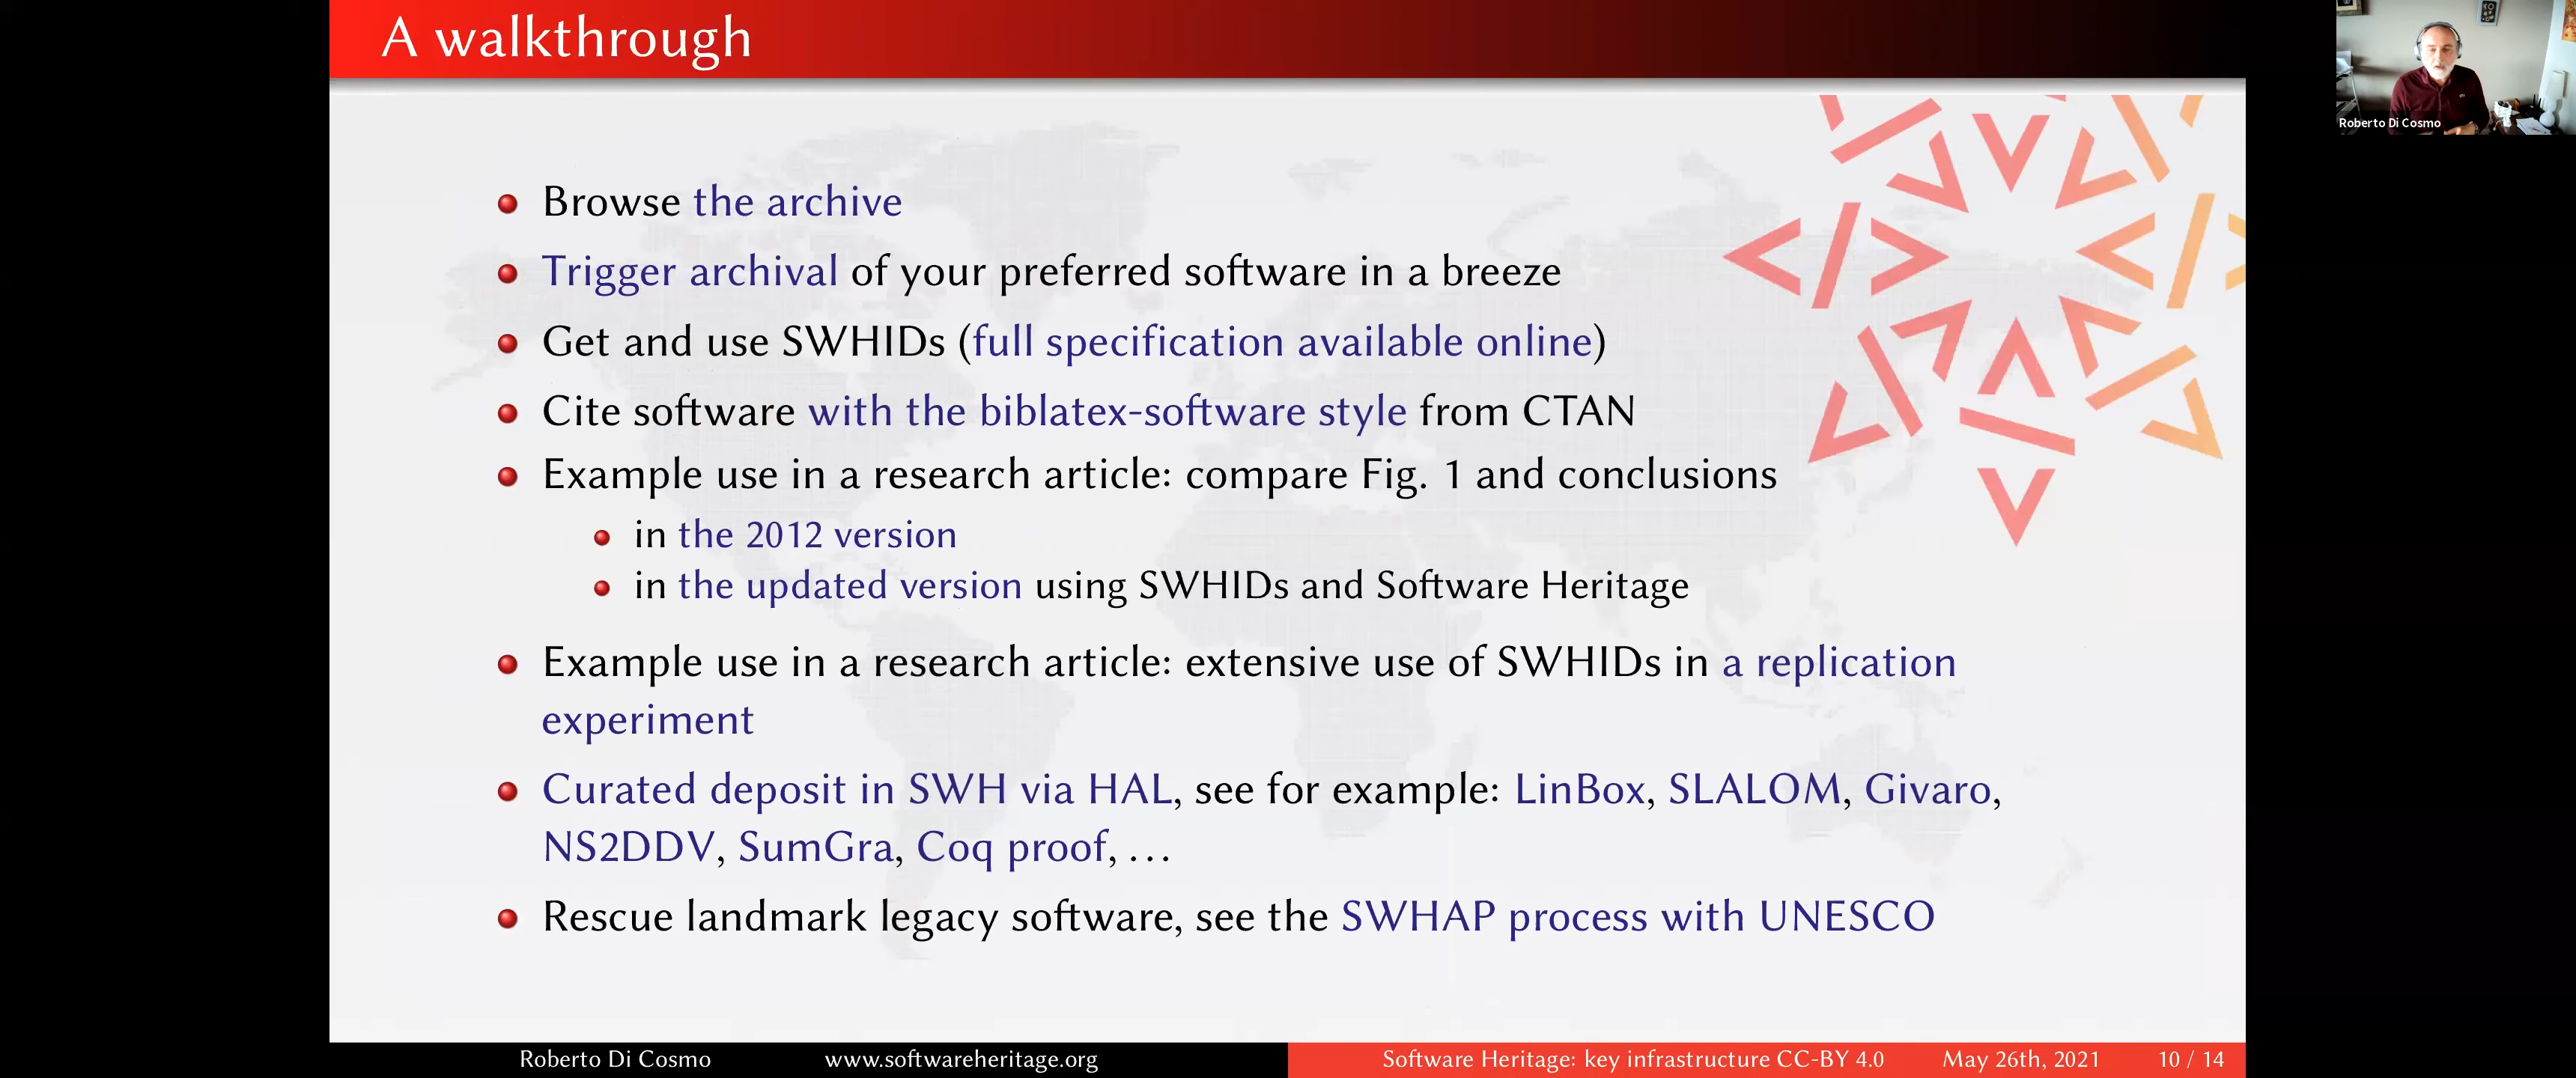 A walkthrough
Roberto Di Cosmo
Browse the archive
Trigger archival of your preferred software in a breeze
Get and use SWHIDs (full specification available online)
Cite software with the biblatex-software style from CTAN
Example use in a research article: compare Fig. 1 and conclusions
in the 2012 version
in the updated version using SWHIDs and Software Heritage
Example use in a research article: extensive use of SWHIDs in a replication
experiment
Curated deposit in SWH via HAL, see for example: LinBox, SLALOM, Givaro,
NS2DDV, SumGra, Coq proof, ...
Rescue landmark legacy software, see the SWHAP process with UNESCO
Roberto Di Cosmo www.softwareheritage.org Software Heritage: key infrastructure CC-BY 4.0 May 26th, 2021 10 / 14